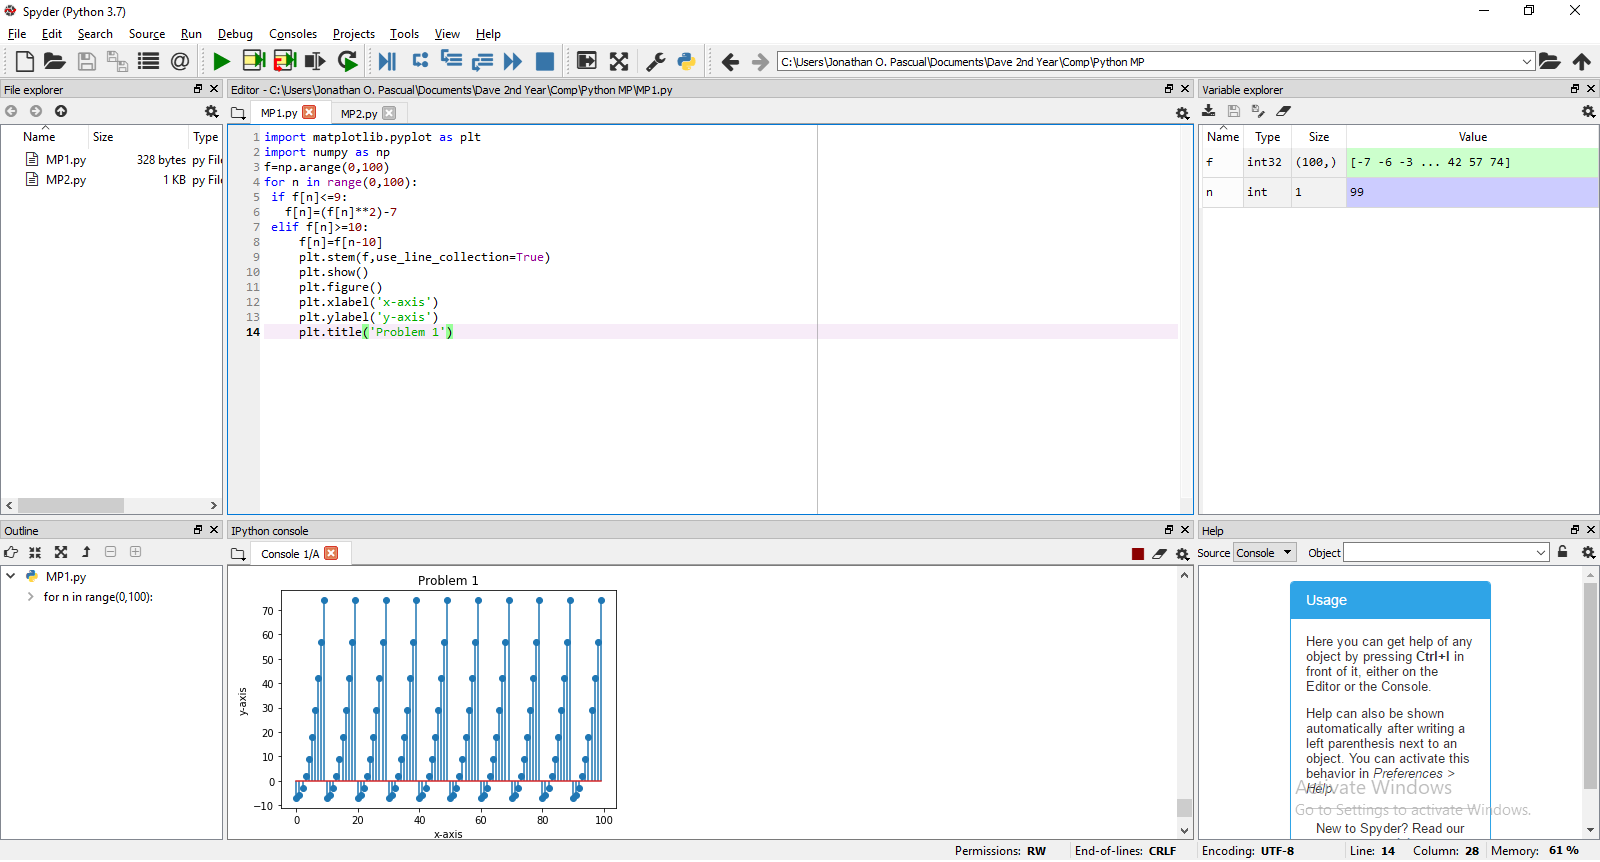 Spyder (Python 3.7)
File Edit Search Source Run Debug Consoles Projects Tools View Help
C:\Users\Jonathan O. Pascual\Documents\Dave 2nd Year\Comp\Python MP
File explorer
Name Size Type
MP1.py 328 bytes py File
MP2.py 1 KB py File
Editor - C:\Users\Jonathan O. Pascual\Documents\Dave 2nd Year\Comp\Python MP\MP1.py
MP1.py MP2.py
1 import matplotlib.pyplot as plt
2 import numpy as np
3 f=np.arange(0,100)
4 for n in range(0,100):
5  if f[n]<=9:
6    f[n]=(f[n]**2)-7
7  elif f[n]>=10:
8      f[n]=f[n-10]
9      plt.stem(f,use_line_collection=True)
10      plt.show()
11      plt.figure()
12      plt.xlabel('x-axis')
13      plt.ylabel('y-axis')
14      plt.title('Problem 1')
Variable explorer
Name Type Size Value
f int32 (100,) [-7 -6 -3 ... 42 57 74]
n int 1 99
Outline
MP1.py
for n in range(0,100):
IPython console
Console 1/A
Problem 1
70
60
50
40
30
20
10
0
−10
y-axis
0 20 40 60 80 100
x-axis
Help
Source Console Object
Usage
Here you can get help of any
object by pressing Ctrl+I in
front of it, either on the
Editor or the Console.
Help can also be shown
automatically after writing a
left parenthesis next to an
object. You can activate this
behavior in Preferences >
Help.
New to Spyder? Read our
Activate Windows
Go to Settings to activate Windows.
Permissions: RW End-of-lines: CRLF Encoding: UTF-8 Line: 14 Column: 28 Memory: 61 %